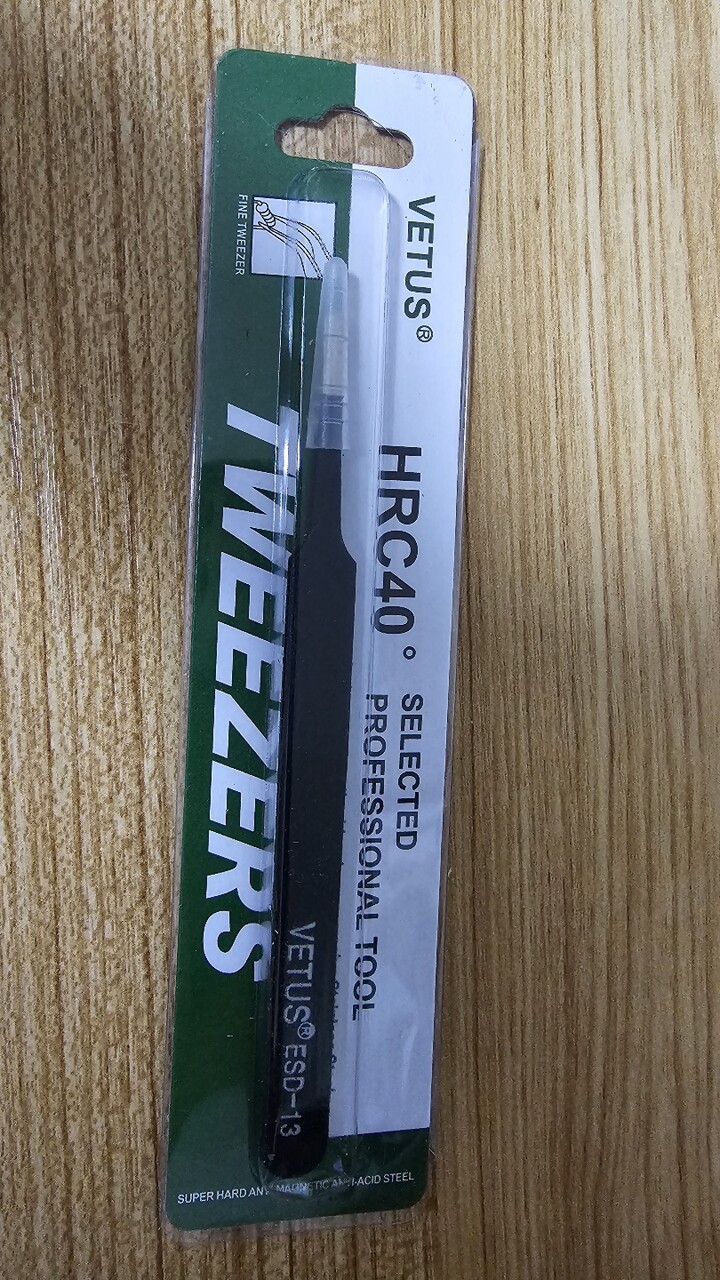 VETUS®
FINE TWEEZER
HRC40°
SELECTED
PROFESSIONAL TOOL
TWEEZERS
VETUS® ESD-13
SUPER HARD ANTI-MAGNETIC ANTI-ACID STEEL